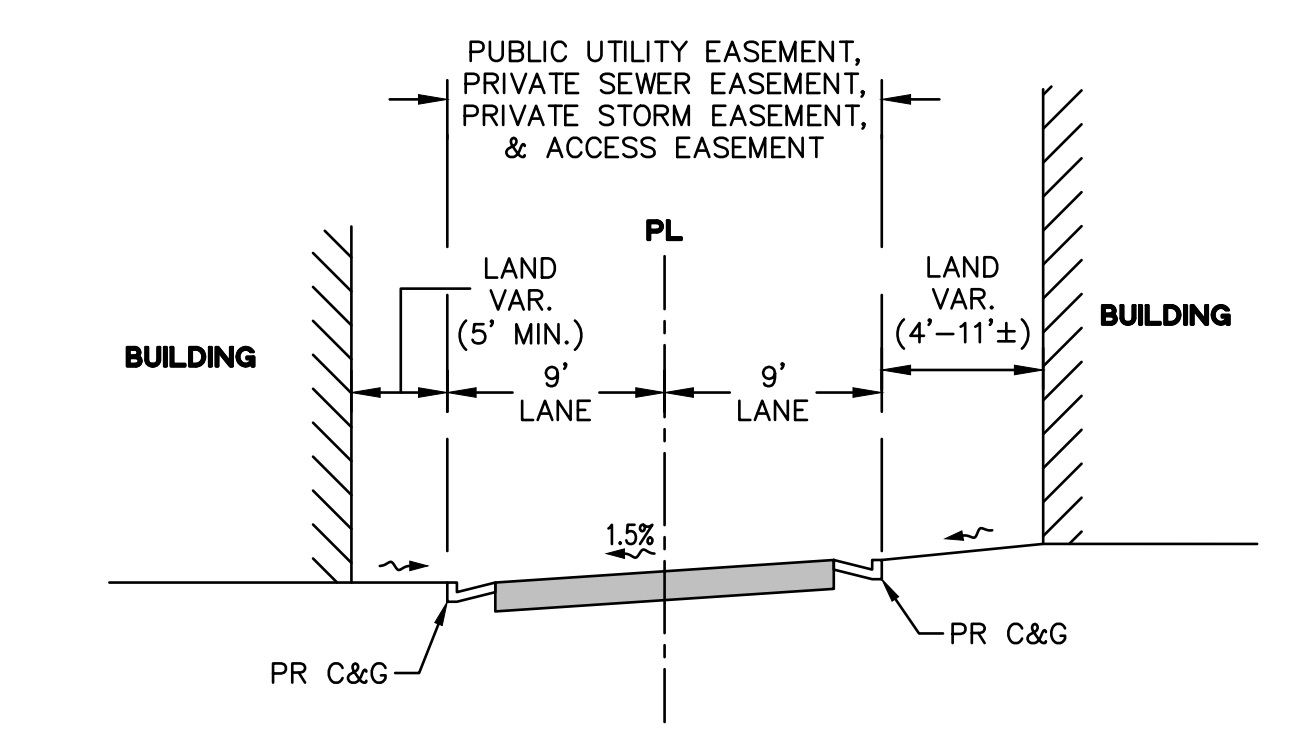 PUBLIC UTILITY EASEMENT,
PRIVATE SEWER EASEMENT,
PRIVATE STORM EASEMENT,
& ACCESS EASEMENT
PL
LAND
VAR.
(5' MIN.)
LAND
VAR.
(4'-11'±)
BUILDING
BUILDING
9'
LANE
9'
LANE
1.5%
PR C&G
PR C&G